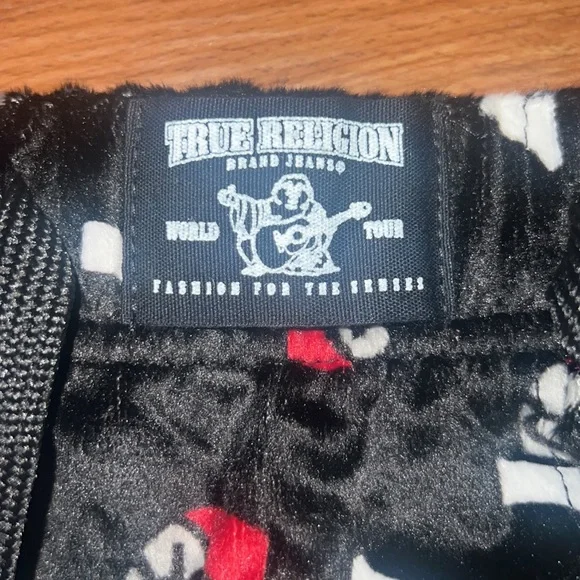 TRUE RELIGION
BRAND JEANS®
WORLD TOUR
FASHION FOR THE SENSES